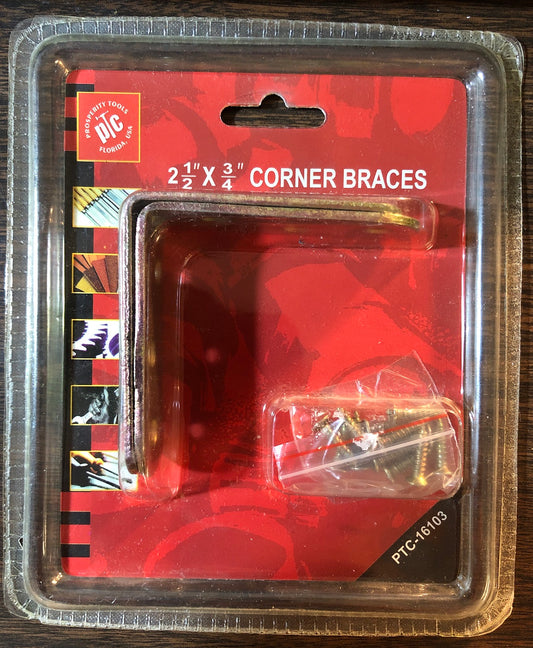 PROSPERITY TOOLS
PTC
FLORIDA, USA
2 1/2" X 3/4" CORNER BRACES
PTC-16103